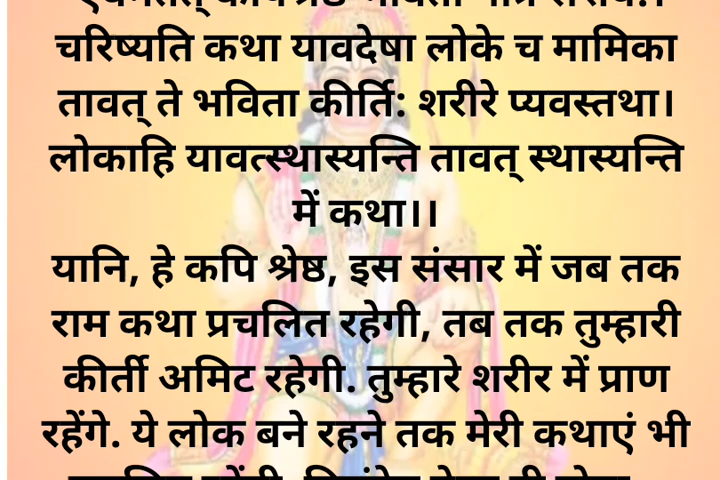 चरिष्यति कथा यावदेषा लोके च मामिका
तावत् ते भविता कीर्ति: शरीरे प्यवस्तथा।
लोकाहि यावत्स्थास्यन्ति तावत् स्थास्यन्ति
में कथा।।
यानि, हे कपि श्रेष्ठ, इस संसार में जब तक
राम कथा प्रचलित रहेगी, तब तक तुम्हारी
कीर्ती अमिट रहेगी. तुम्हारे शरीर में प्राण
रहेंगे. ये लोक बने रहने तक मेरी कथाएं भी